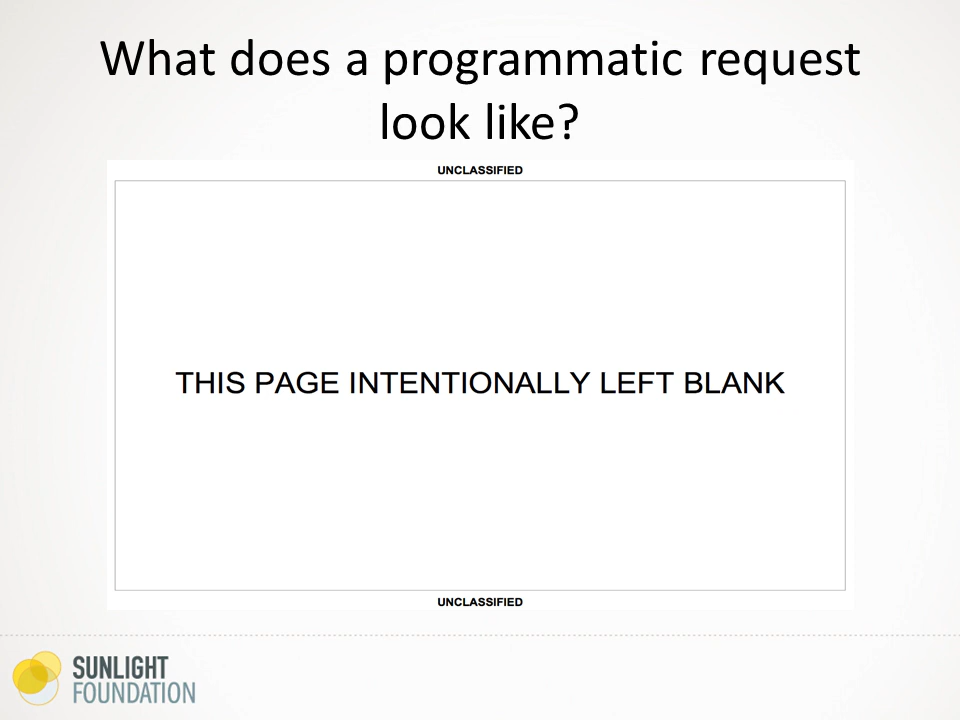 What does a programmatic request
look like?
UNCLASSIFIED
THIS PAGE INTENTIONALLY LEFT BLANK
UNCLASSIFIED
SUNLIGHT
FOUNDATION